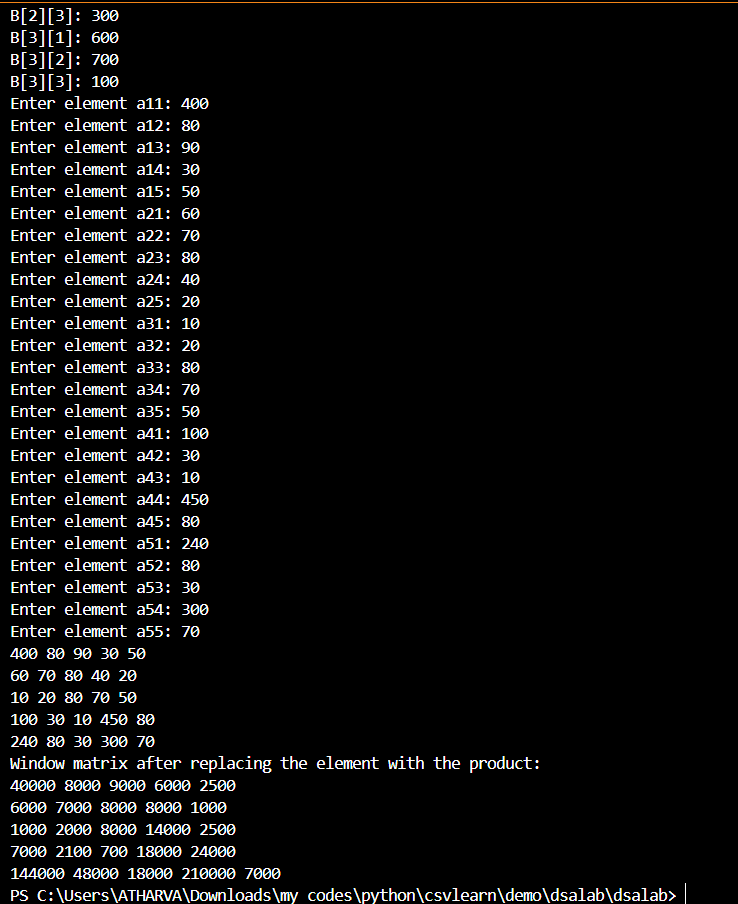 B[2][3]: 300
B[3][1]: 600
B[3][2]: 700
B[3][3]: 100
Enter element a11: 400
Enter element a12: 80
Enter element a13: 90
Enter element a14: 30
Enter element a15: 50
Enter element a21: 60
Enter element a22: 70
Enter element a23: 80
Enter element a24: 40
Enter element a25: 20
Enter element a31: 10
Enter element a32: 20
Enter element a33: 80
Enter element a34: 70
Enter element a35: 50
Enter element a41: 100
Enter element a42: 30
Enter element a43: 10
Enter element a44: 450
Enter element a45: 80
Enter element a51: 240
Enter element a52: 80
Enter element a53: 30
Enter element a54: 300
Enter element a55: 70
400 80 90 30 50
60 70 80 40 20
10 20 80 70 50
100 30 10 450 80
240 80 30 300 70
Window matrix after replacing the element with the product:
40000 8000 9000 6000 2500
6000 7000 8000 8000 1000
1000 2000 8000 14000 2500
7000 2100 700 18000 24000
144000 48000 18000 210000 7000
PS C:\Users\ATHARVA\Downloads\my codes\python\csvlearn\demo\dsalab\dsalab>